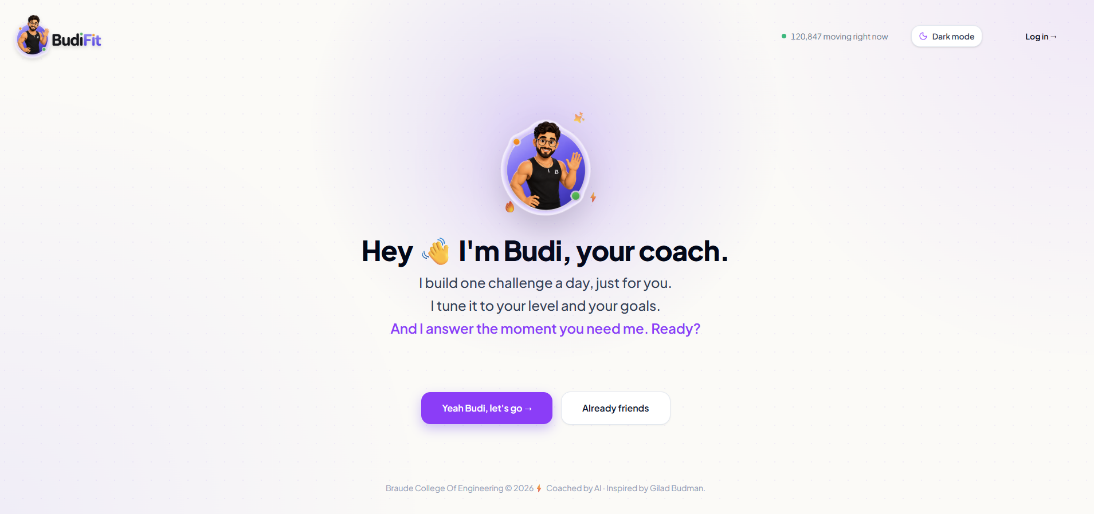 BudiFit
120,847 moving right now
Dark mode
Log in →
Hey 👋 I'm Budi, your coach.
I build one challenge a day, just for you.
I tune it to your level and your goals.
And I answer the moment you need me. Ready?
Yeah Budi, let's go →
Already friends
Braude College Of Engineering © 2026 ⚡ Coached by AI · Inspired by Gilad Budman.